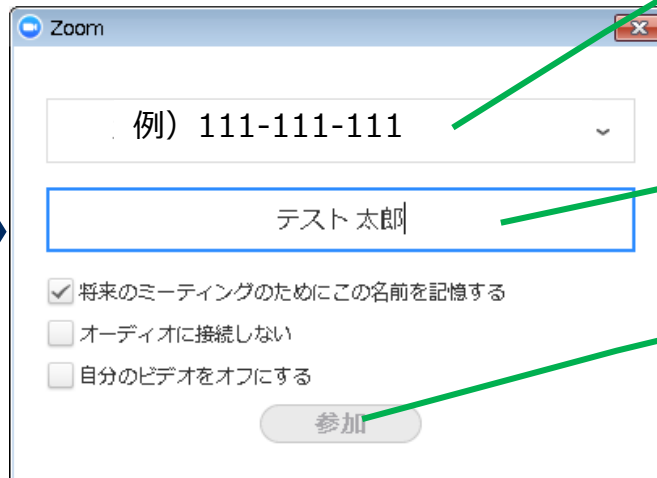 Zoom
例）111-111-111
テスト 太郎
将来のミーティングのためにこの名前を記憶する
オーディオに接続しない
自分のビデオをオフにする
参加